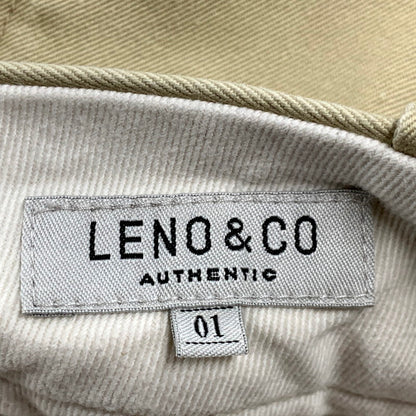 LENO & CO
AUTHENTIC
01